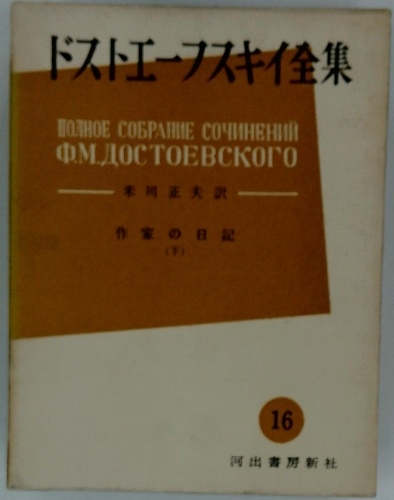 ドストエーフスキイ全集
ПОЛНОЕ СОБРАНИЕ СОЧИНЕНИЙ
Ф.М.ДОСТОЕВСКОГО
米川正夫訳
作家の日記
(下)
16
河出書房新社